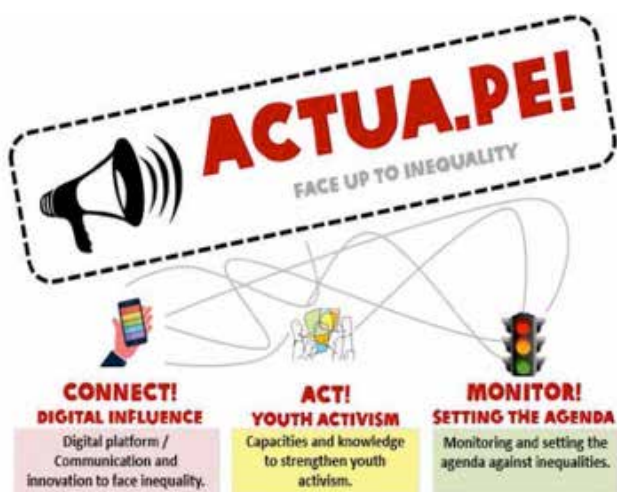 ACTUA.PE!
FACE UP TO INEQUALITY
CONNECT!
DIGITAL INFLUENCE
Digital platform /
Communication and
innovation to face inequality.
ACT!
YOUTH ACTIVISM
Capacities and knowledge
to strengthen youth
activism.
MONITOR!
SETTING THE AGENDA
Monitoring and setting the
agenda against inequalities.